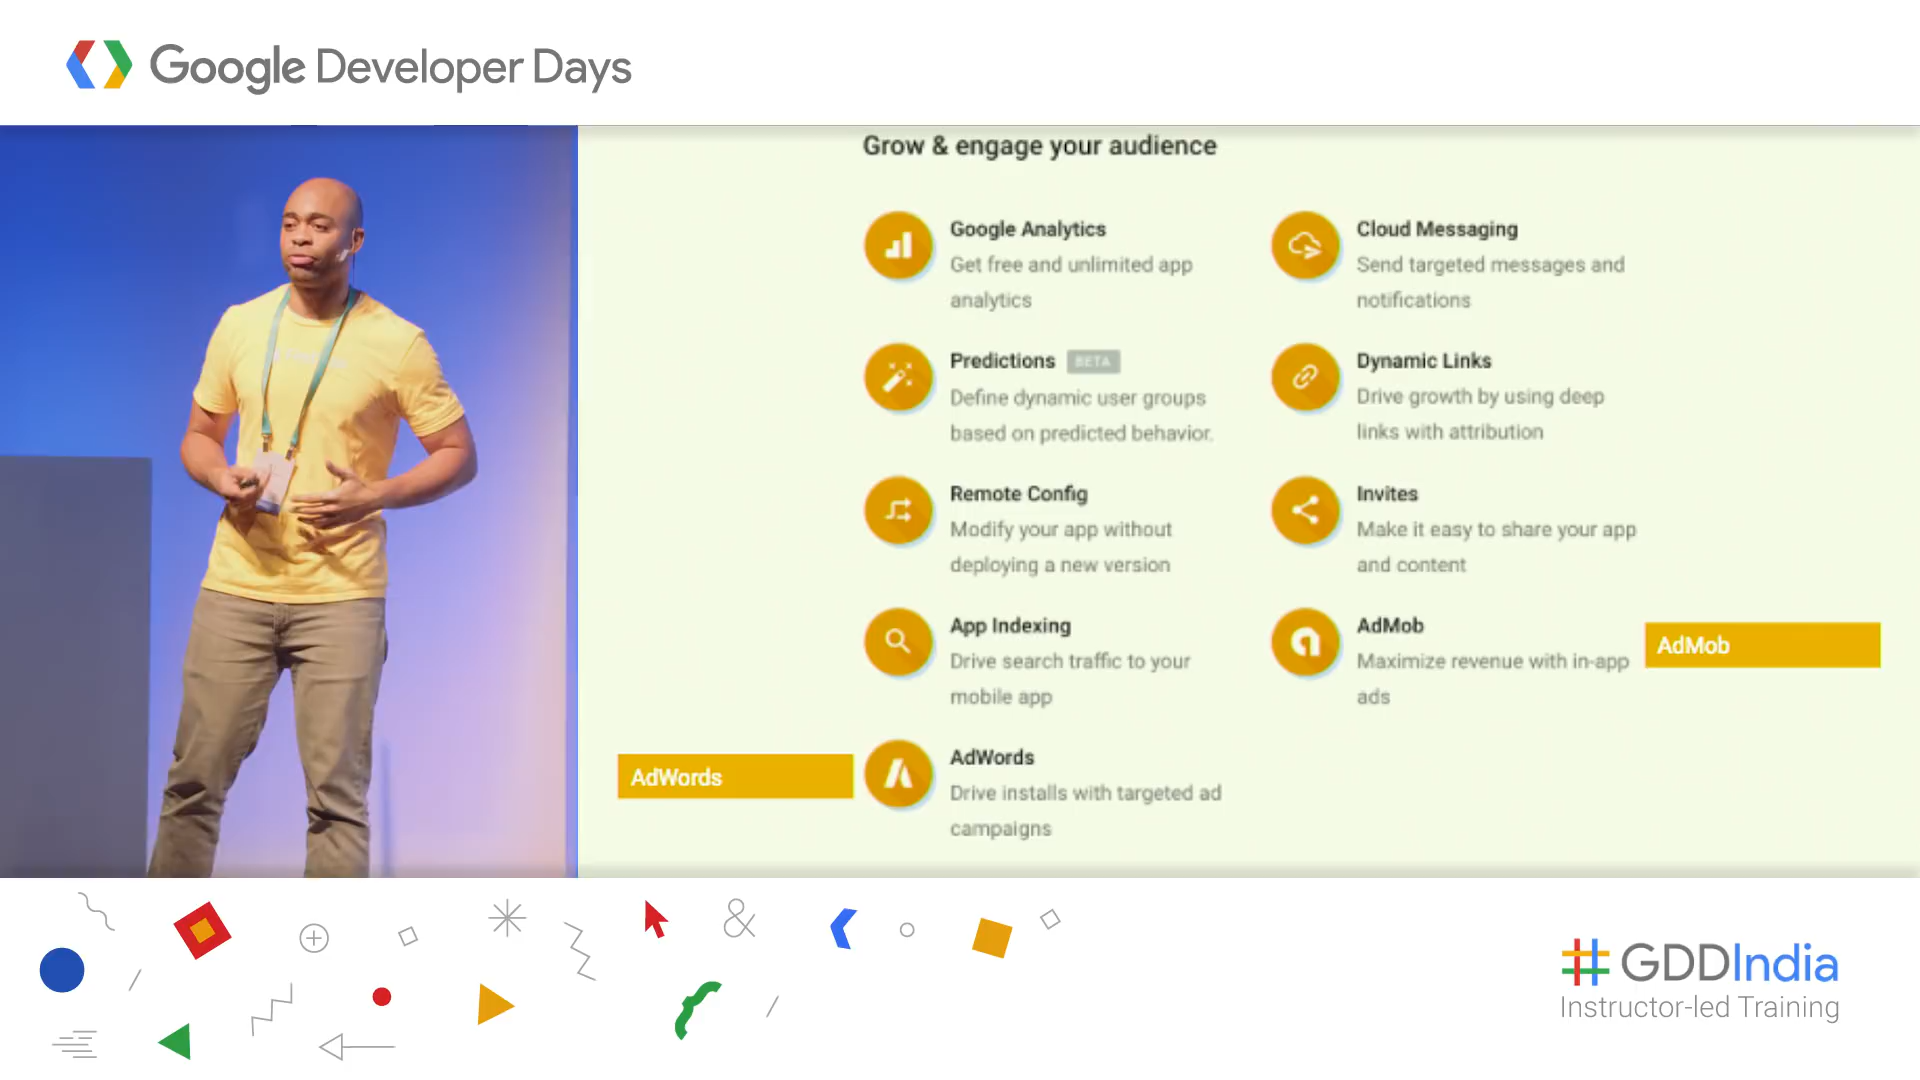 Google Developer Days
Grow & engage your audience
Google Analytics
Get free and unlimited app
analytics
Cloud Messaging
Send targeted messages and
notifications
Predictions BETA
Define dynamic user groups
based on predicted behavior.
Dynamic Links
Drive growth by using deep
links with attribution
Remote Config
Modify your app without
deploying a new version
Invites
Make it easy to share your app
and content
App Indexing
Drive search traffic to your
mobile app
AdMob
Maximize revenue with in-app
ads
AdMob
AdWords
AdWords
Drive installs with targeted ad
campaigns
&
#GDDIndia
Instructor-led Training